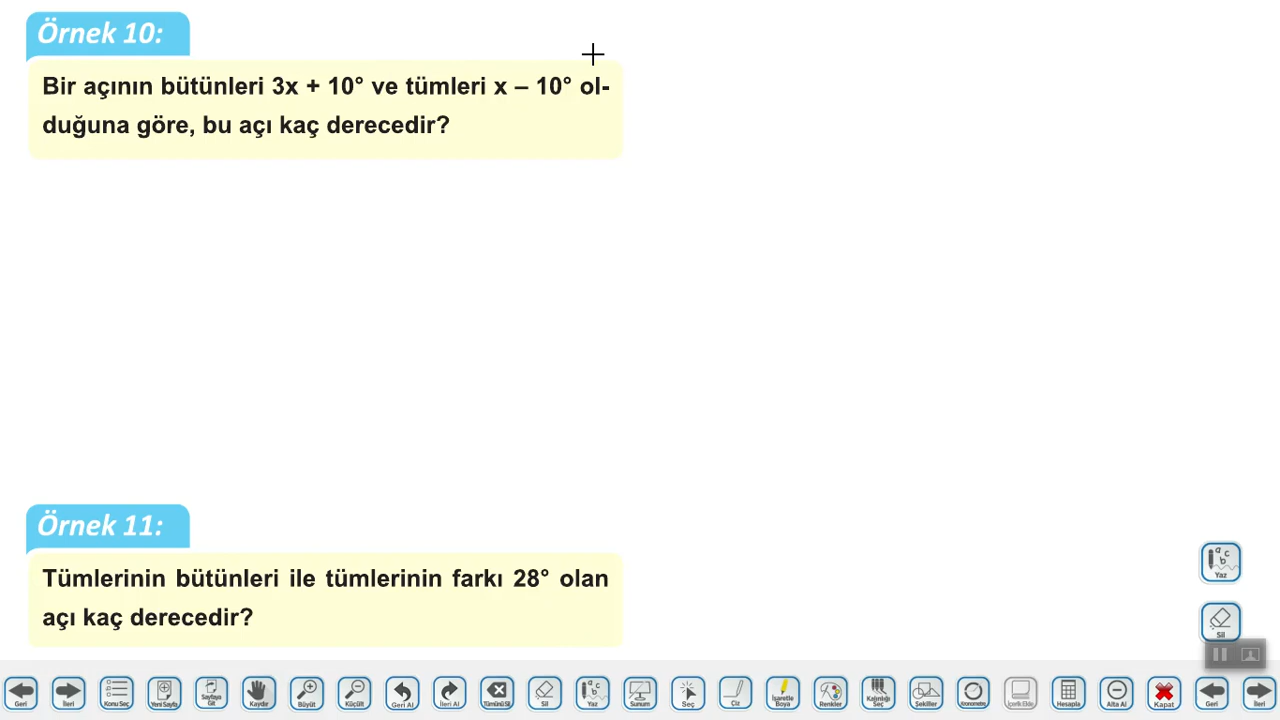 Örnek 10:
Bir açının bütünleri 3x + 10° ve tümleri x – 10° ol-
duğuna göre, bu açı kaç derecedir?
Örnek 11:
Tümlerinin bütünleri ile tümlerinin farkı 28° olan
açı kaç derecedir?
a c b
Yaz
Sil
Geri İleri Konu Seç Yeni Sayfa Sayfaya Git Kaydır Büyüt Küçült Geri Al İleri Al Tümünü Sil Sil Yaz Sunum Seç Çiz İşaretle Boya Renkler Kalınlığı Seç Şekiller Kronometre İçerik Ekle Hesapla Alta Al Kapat Geri İleri